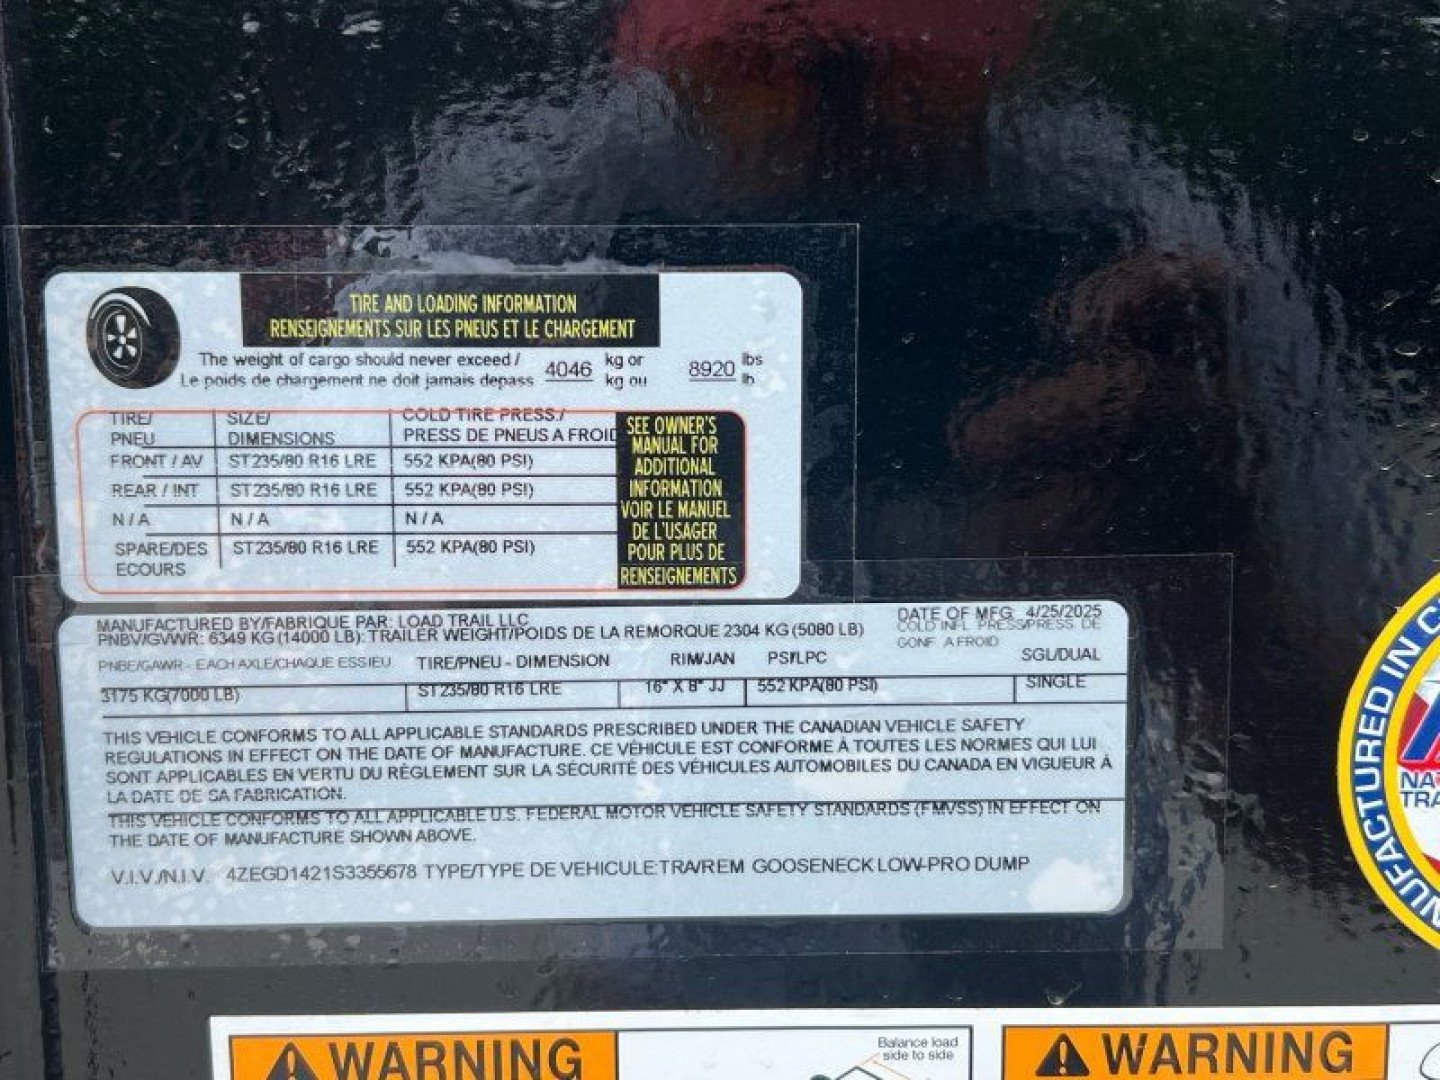 TIRE AND LOADING INFORMATION
RENSEIGNEMENTS SUR LES PNEUS ET LE CHARGEMENT
The weight of cargo should never exceed / 4046 kg or 8920 lbs
Le poids de chargement ne doit jamais depass kg ou lb
TIRE/ SIZE/ COLD TIRE PRESS./
PNEU DIMENSIONS PRESS DE PNEUS A FROID
FRONT / AV ST235/80 R16 LRE 552 KPA(80 PSI)
REAR / INT ST235/80 R16 LRE 552 KPA(80 PSI)
N/A N/A N/A
SPARE/DES ST235/80 R16 LRE 552 KPA(80 PSI)
ECOURS
SEE OWNER'S
MANUAL FOR
ADDITIONAL
INFORMATION
VOIR LE MANUEL
DE L'USAGER
POUR PLUS DE
RENSEIGNEMENTS
MANUFACTURED BY/FABRIQUE PAR: LOAD TRAIL LLC DATE OF MFG 4/25/2025
PNBV/GVWR: 6349 KG (14000 LB): TRAILER WEIGHT/POIDS DE LA REMORQUE 2304 KG (5080 LB) COLD INFL. PRESS/PRESS. DE
GONF A FROID
PNBE/GAWR - EACH AXLE/CHAQUE ESSIEU TIRE/PNEU - DIMENSION RIM/JAN PSI/LPC SGL/DUAL
3175 KG(7000 LB) ST235/80 R16 LRE 16" X 8" JJ 552 KPA(80 PSI) SINGLE
THIS VEHICLE CONFORMS TO ALL APPLICABLE STANDARDS PRESCRIBED UNDER THE CANADIAN VEHICLE SAFETY
REGULATIONS IN EFFECT ON THE DATE OF MANUFACTURE. CE VÉHICULE EST CONFORME À TOUTES LES NORMES QUI LUI
SONT APPLICABLES EN VERTU DU RÈGLEMENT SUR LA SÉCURITÉ DES VÉHICULES AUTOMOBILES DU CANADA EN VIGUEUR À
LA DATE DE SA FABRICATION.
THIS VEHICLE CONFORMS TO ALL APPLICABLE U.S. FEDERAL MOTOR VEHICLE SAFETY STANDARDS (FMVSS) IN EFFECT ON
THE DATE OF MANUFACTURE SHOWN ABOVE.
V.I.V./N.I.V. 4ZEGD1421S3355678 TYPE/TYPE DE VEHICULE:TRA/REM GOOSENECK LOW-PRO DUMP
NUFACTURED IN C
NA
TRA
WARNING
Balance load
side to side
WARNING